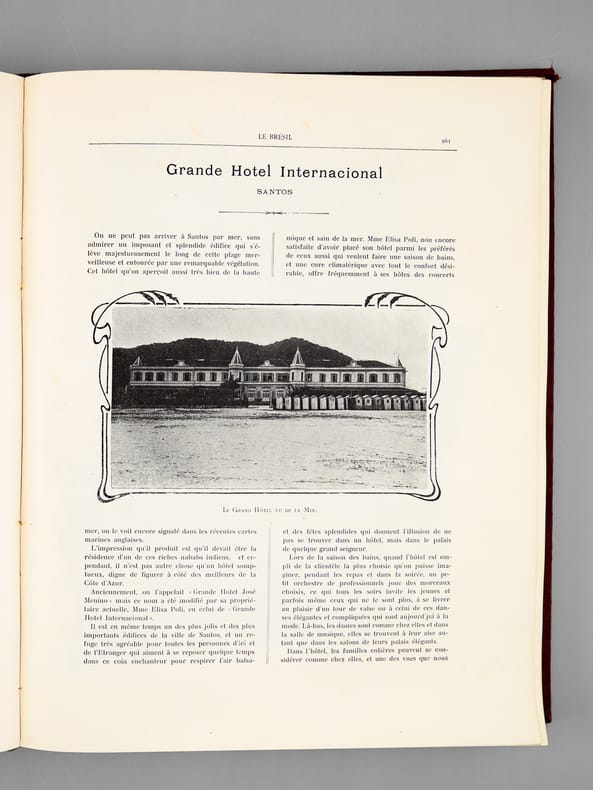 LE BRÉSIL
261
Grande Hotel Internacional
SANTOS
On ne peut pas arriver à Santos par mer, sans
admirer un imposant et splendide édifice qui s'é-
lève majestueusement le long de cette plage mer-
veilleuse et entourée par une remarquable végétation.
Cet hôtel qu'on aperçoit aussi très bien de la haute
mique et sain de la mer. Mme Elisa Poli, non encore
satisfaite d'avoir placé son hôtel parmi les préférés
de ceux aussi qui veulent faire une saison de bains,
et une cure climatérique avec tout le confort dési-
rable, offre fréquemment à ses hôtes des concerts
LE GRAND HÔTEL VU DE LA MER.
mer, on le voit encore signalé dans les récentes cartes
marines anglaises.
L'impression qu'il produit est qu'il devait être la
résidence d'un de ces riches nababs indiens, et ce-
pendant, il n'est pas autre chose qu'un hôtel somp-
tueux, digne de figurer à côté des meilleurs de la
Côte d'Azur.
Anciennement, on l'appelait «Grande Hotel José
Menino» mais ce nom a été modifié par sa proprié-
taire actuelle, Mme Elisa Poli, en celui de «Grande
Hotel Internacional».
Il est en même temps un des plus jolis et des plus
importants édifices de la ville de Santos, et un re-
fuge très agréable pour toutes les personnes d'ici et
de l'Etranger qui aiment à se reposer quelque temps
dans ce coin enchanteur pour respirer l'air balsa-
et des fêtes splendides qui donnent l'illusion de ne
pas se trouver dans un hôtel, mais dans le palais
de quelque grand seigneur.
Lors de la saison des bains, quand l'hôtel est em-
pli de la clientèle la plus choisie qu'on puisse ima-
giner, pendant les repas et dans la soirée, un pe-
tit orchestre de professionnels joue des morceaux
choisis, ce qui tous les soirs invite les jeunes et
parfois même ceux qui ne le sont plus, à se livrer
au plaisir d'un tour de valse ou à celui de ces dan-
ses élégantes et compliquées qui sont aujourd'hui à la
mode. Là-bas, les dames sont comme chez elles et dans
la salle de musique, elles se trouvent à leur aise au-
tant que dans les salons de leurs palais élégants.
Dans l'hôtel, les familles entières peuvent se con-
sidérer comme chez elles, et une des vues que nous